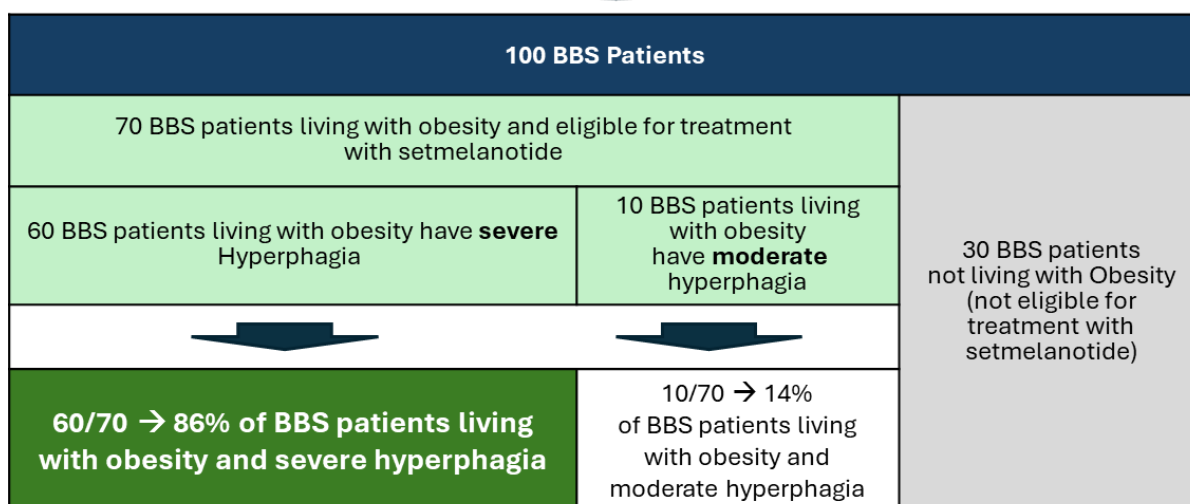 100 BBS Patients
70 BBS patients living with obesity and eligible for treatment
with setmelanotide
60 BBS patients living with obesity have severe
Hyperphagia
10 BBS patients living
with obesity
have moderate
hyperphagia
30 BBS patients
not living with Obesity
(not eligible for
treatment with
setmelanotide)
60/70 → 86% of BBS patients living
with obesity and severe hyperphagia
10/70 → 14%
of BBS patients living
with obesity and
moderate hyperphagia